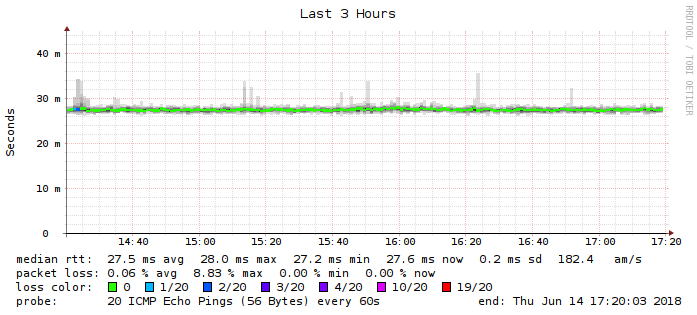 Last 3 Hours
RRDTOOL / TOBI OETIKER
Seconds
40 m
30 m
20 m
10 m
0
14:40 15:00 15:20 15:40 16:00 16:20 16:40 17:00 17:20
median rtt: 27.5 ms avg 28.0 ms max 27.2 ms min 27.6 ms now 0.2 ms sd 182.4 am/s
packet loss: 0.06 % avg 8.83 % max 0.00 % min 0.00 % now
loss color: 0 1/20 2/20 3/20 4/20 10/20 19/20
probe: 20 ICMP Echo Pings (56 Bytes) every 60s end: Thu Jun 14 17:20:03 2018